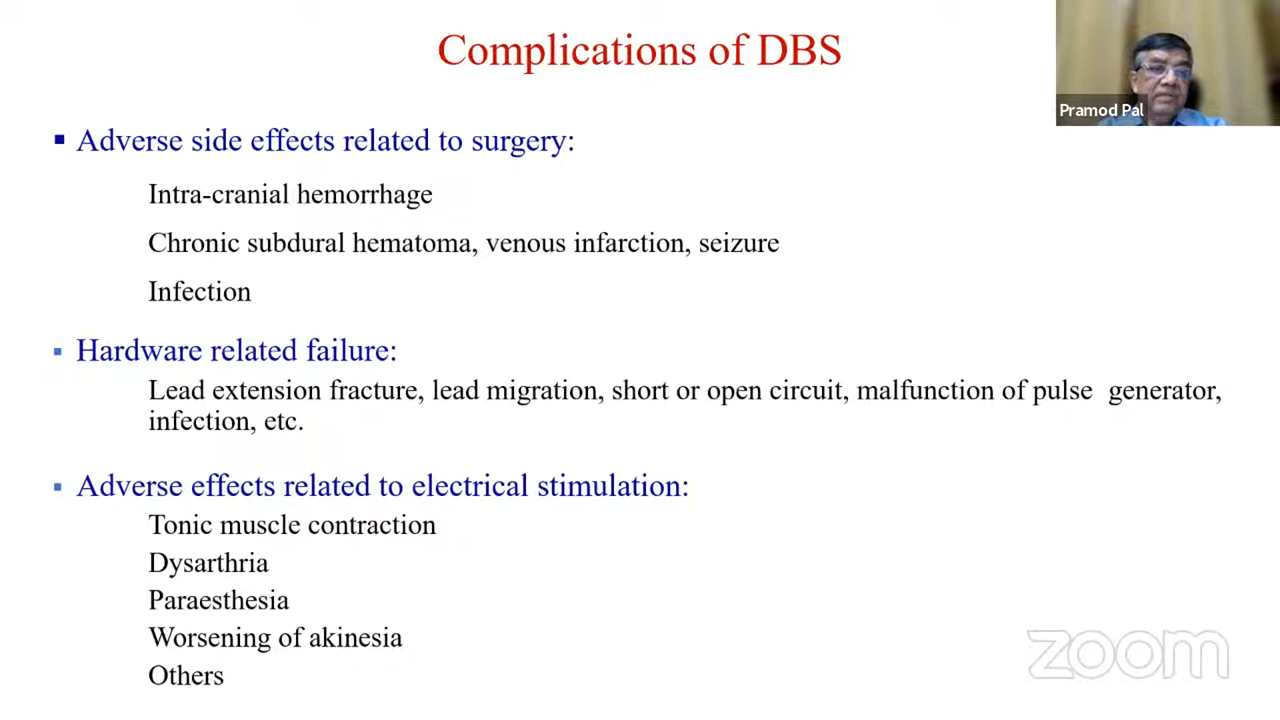 Complications of DBS
Pramod Pal
Adverse side effects related to surgery:
Intra-cranial hemorrhage
Chronic subdural hematoma, venous infarction, seizure
Infection
Hardware related failure:
Lead extension fracture, lead migration, short or open circuit, malfunction of pulse generator,
infection, etc.
Adverse effects related to electrical stimulation:
Tonic muscle contraction
Dysarthria
Paraesthesia
Worsening of akinesia
Others
zoom